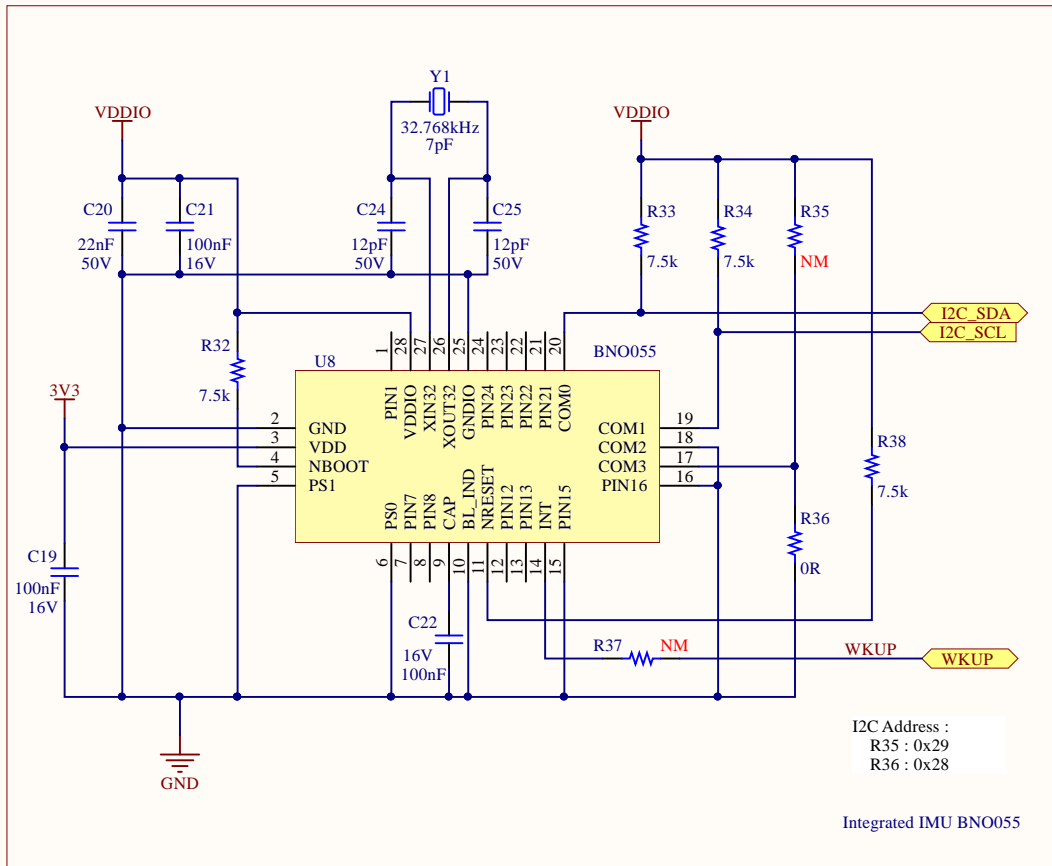 Y1
32.768kHz
7pF
VDDIO
VDDIO
C20
22nF
50V
C21
100nF
16V
C24
12pF
50V
C25
12pF
50V
R33
7.5k
R34
7.5k
R35
NM
I2C_SDA
I2C_SCL
R32
7.5k
3V3
U8
BNO055
1
28
27
26
25
24
23
22
21
20
PIN1
VDDIO
XIN32
XOUT32
GNDIO
PIN24
PIN23
PIN22
PIN21
COM0
2 GND
3 VDD
4 NBOOT
5 PS1
COM1 19
COM2 18
COM3 17
PIN16 16
PS0
PIN7
PIN8
CAP
BL_IND
NRESET
PIN12
PIN13
INT
PIN15
6
7
8
9
10
11
12
13
14
15
R38
7.5k
R36
0R
C19
100nF
16V
C22
16V
100nF
R37
NM
WKUP
WKUP
GND
I2C Address :
R35 : 0x29
R36 : 0x28
Integrated IMU BNO055